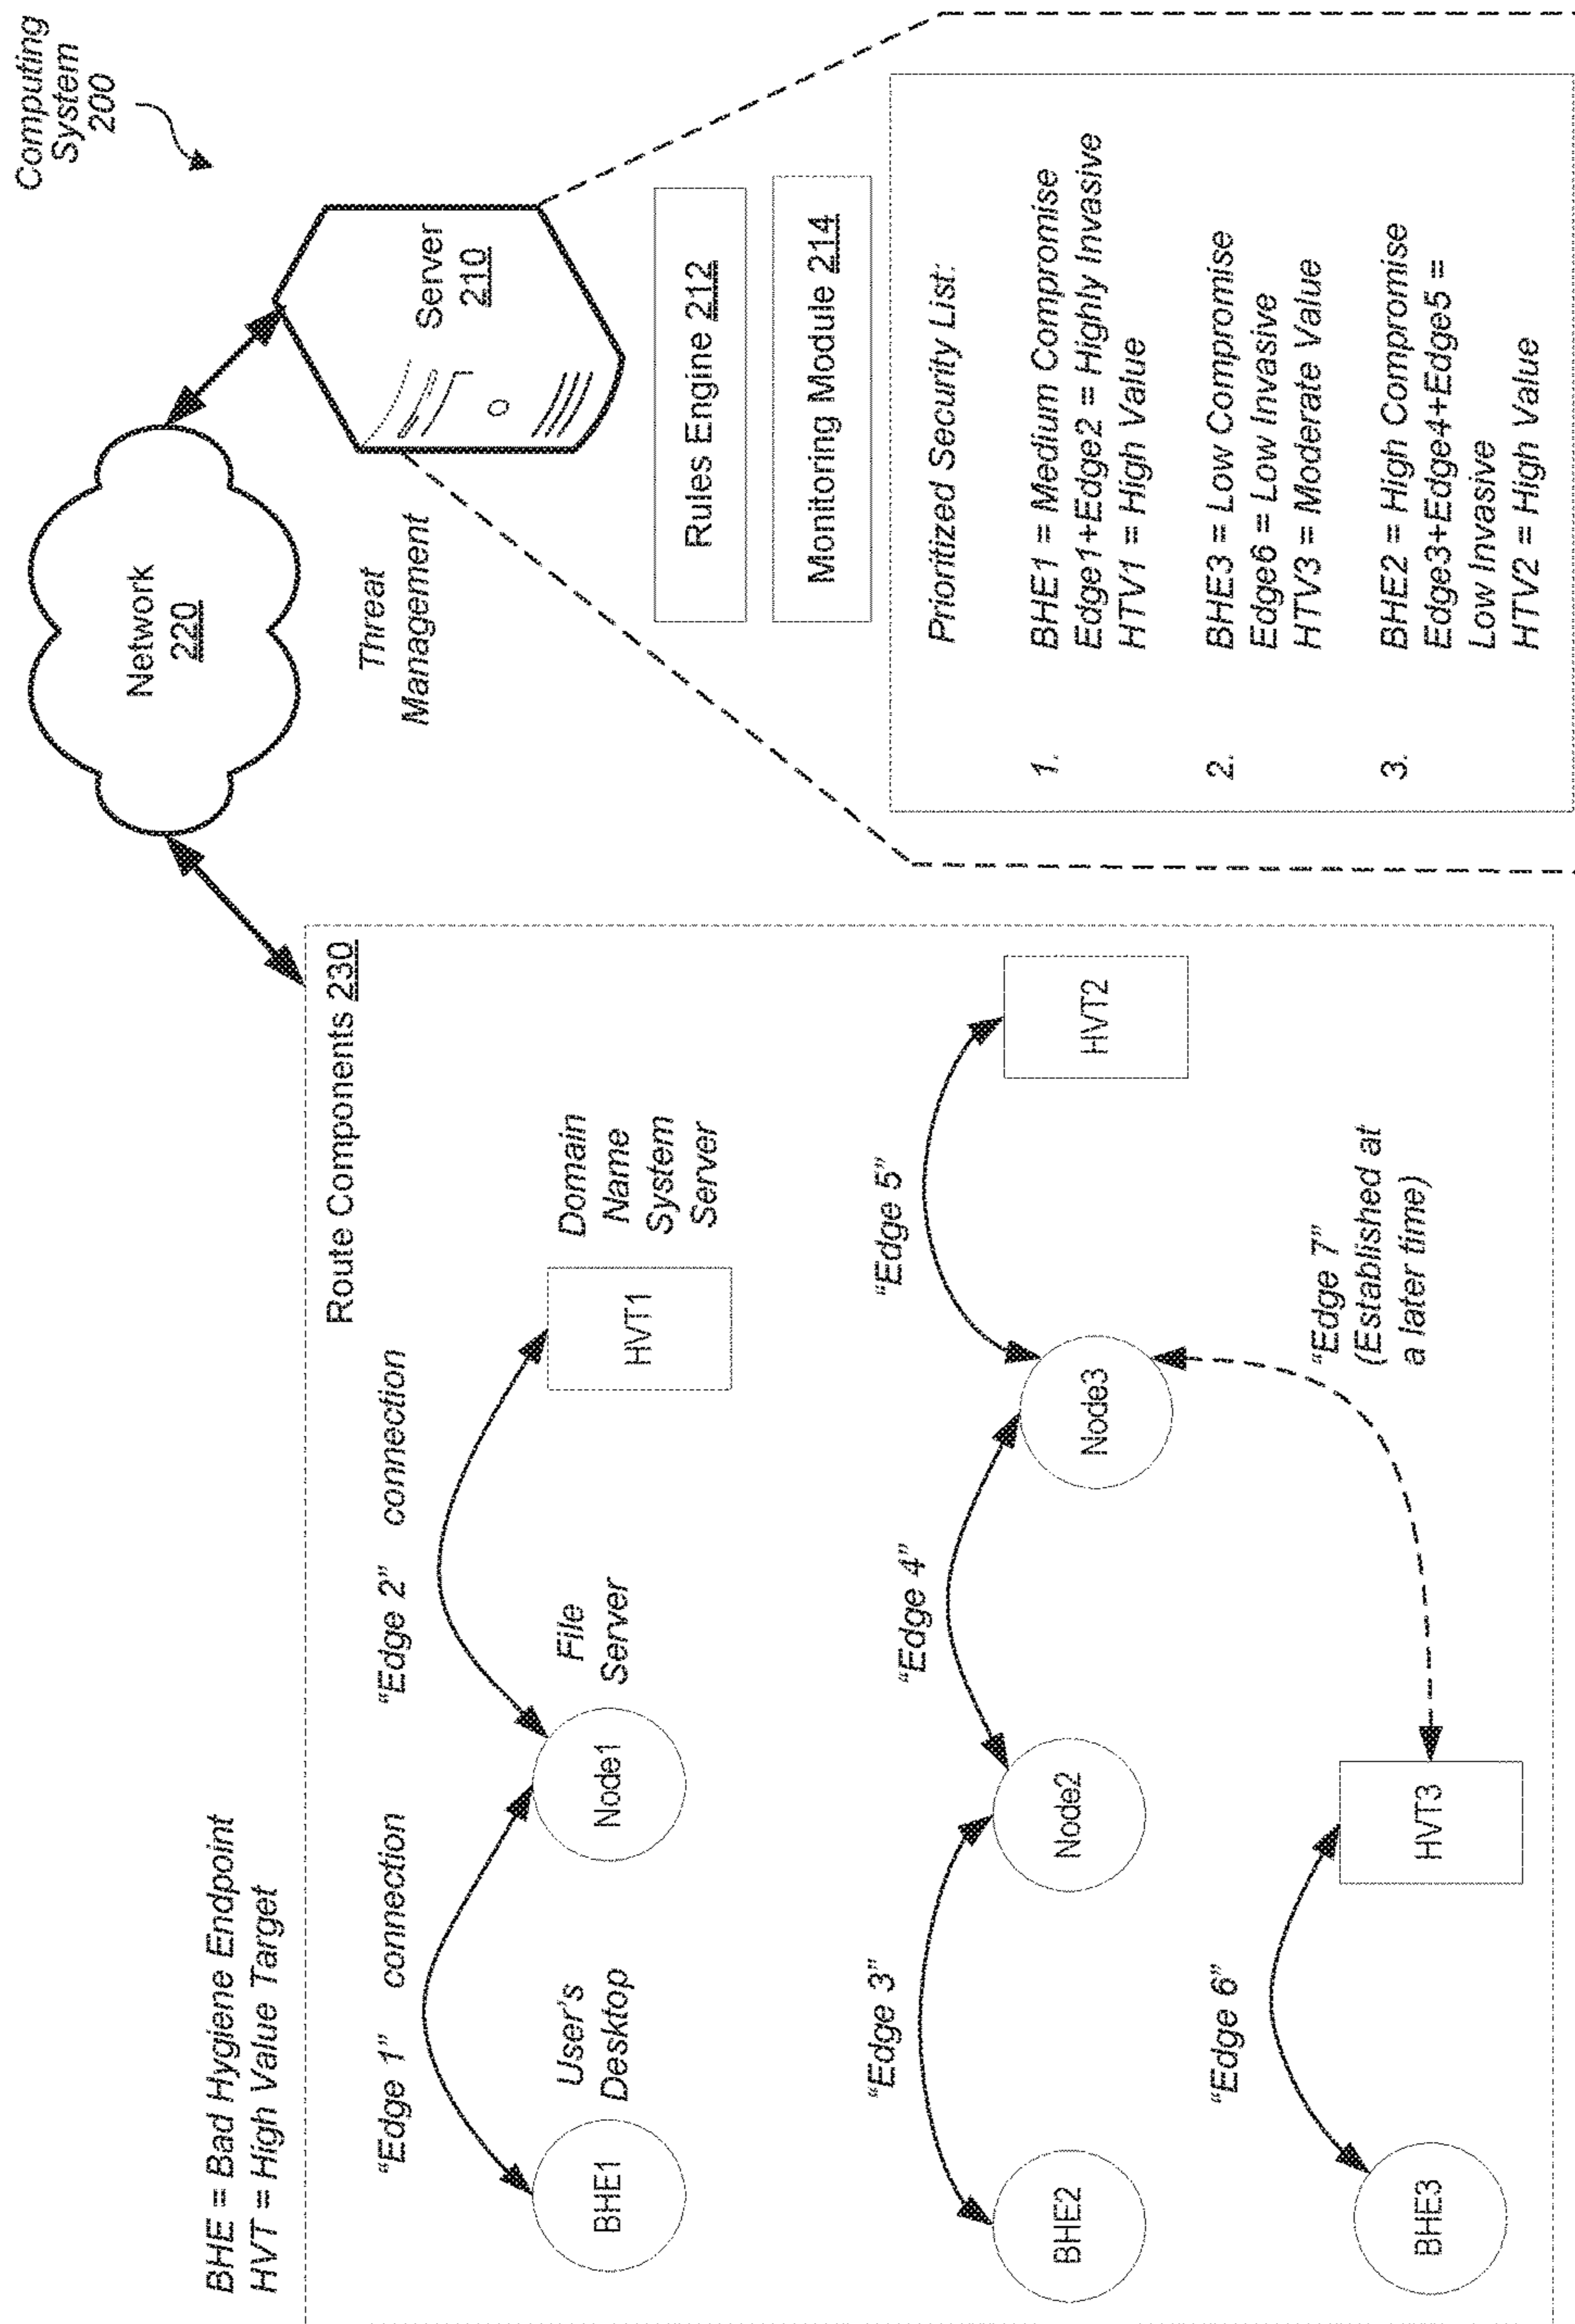 Computing
System
200
BHE = Bad Hygiene Endpoint
HVT = High Value Target
Network
220
Threat
Management
Server
210
Route Components 230
"Edge 1" connection
"Edge 2" connection
User's
Desktop
File
Server
Domain
Name
System
Server
BHE1
Node1
HVT1
"Edge 3"
"Edge 4"
"Edge 5"
BHE2
Node2
Node3
HVT2
"Edge 6"
"Edge 7"
(Established at
a later time)
BHE3
HVT3
Rules Engine 212
Monitoring Module 214
Prioritized Security List:
1. BHE1 = Medium Compromise
Edge1+Edge2 = Highly Invasive
HTV1 = High Value
2. BHE3 = Low Compromise
Edge6 = Low Invasive
HTV3 = Moderate Value
3. BHE2 = High Compromise
Edge3+Edge4+Edge5 =
Low Invasive
HTV2 = High Value